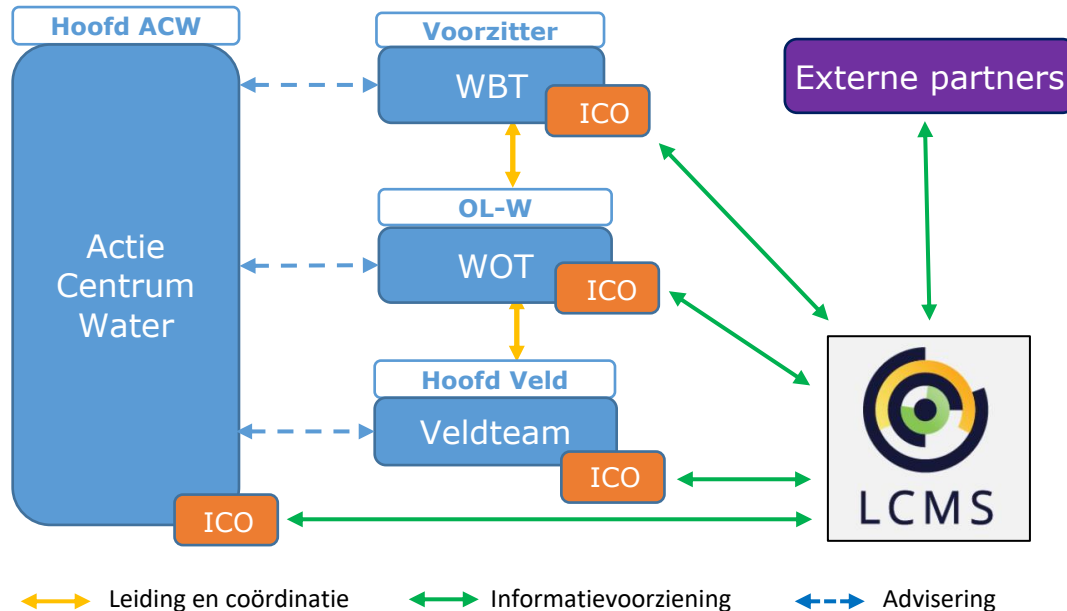 Hoofd ACW
Voorzitter
WBT
ICO
Externe partners
OL-W
WOT
ICO
Actie
Centrum
Water
Hoofd Veld
Veldteam
ICO
ICO
LCMS
Leiding en coördinatie
Informatievoorziening
Advisering